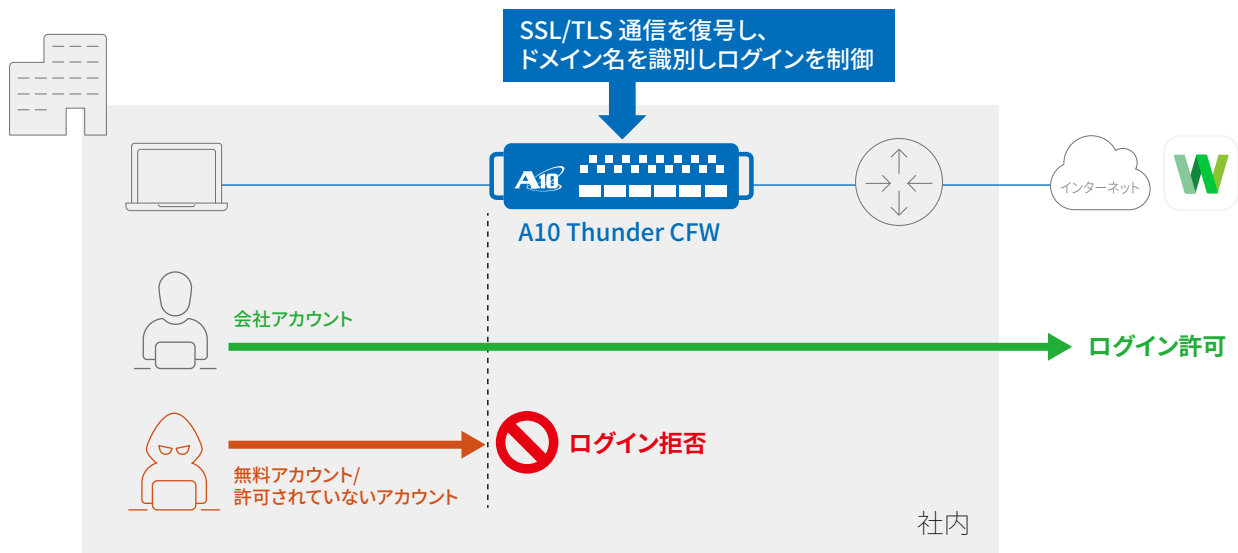 SSL/TLS 通信を復号し、
ドメイン名を識別しログインを制御
A10
インターネット
W
A10 Thunder CFW
会社アカウント
ログイン許可
ログイン拒否
無料アカウント/
許可されていないアカウント
社内